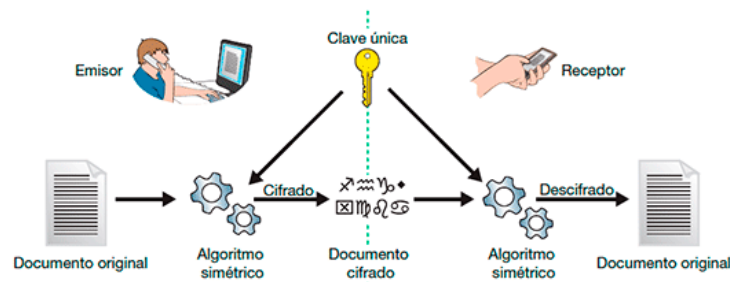 Clave única
Emisor
Receptor
Cifrado
Descifrado
Documento original
Algoritmo
simétrico
Documento
cifrado
Algoritmo
simétrico
Documento original